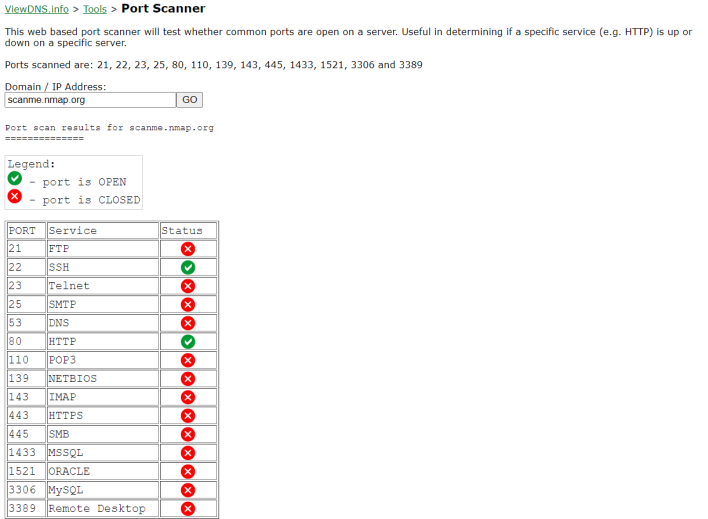 ViewDNS.info > Tools > Port Scanner
This web based port scanner will test whether common ports are open on a server. Useful in determining if a specific service (e.g. HTTP) is up or
down on a specific server.
Ports scanned are: 21, 22, 23, 25, 80, 110, 139, 143, 445, 1433, 1521, 3306 and 3389
Domain / IP Address:
scanme.nmap.org GO
Port scan results for scanme.nmap.org
==============
Legend:
- port is OPEN
- port is CLOSED
PORT Service Status
21 FTP
22 SSH
23 Telnet
25 SMTP
53 DNS
80 HTTP
110 POP3
139 NETBIOS
143 IMAP
443 HTTPS
445 SMB
1433 MSSQL
1521 ORACLE
3306 MySQL
3389 Remote Desktop